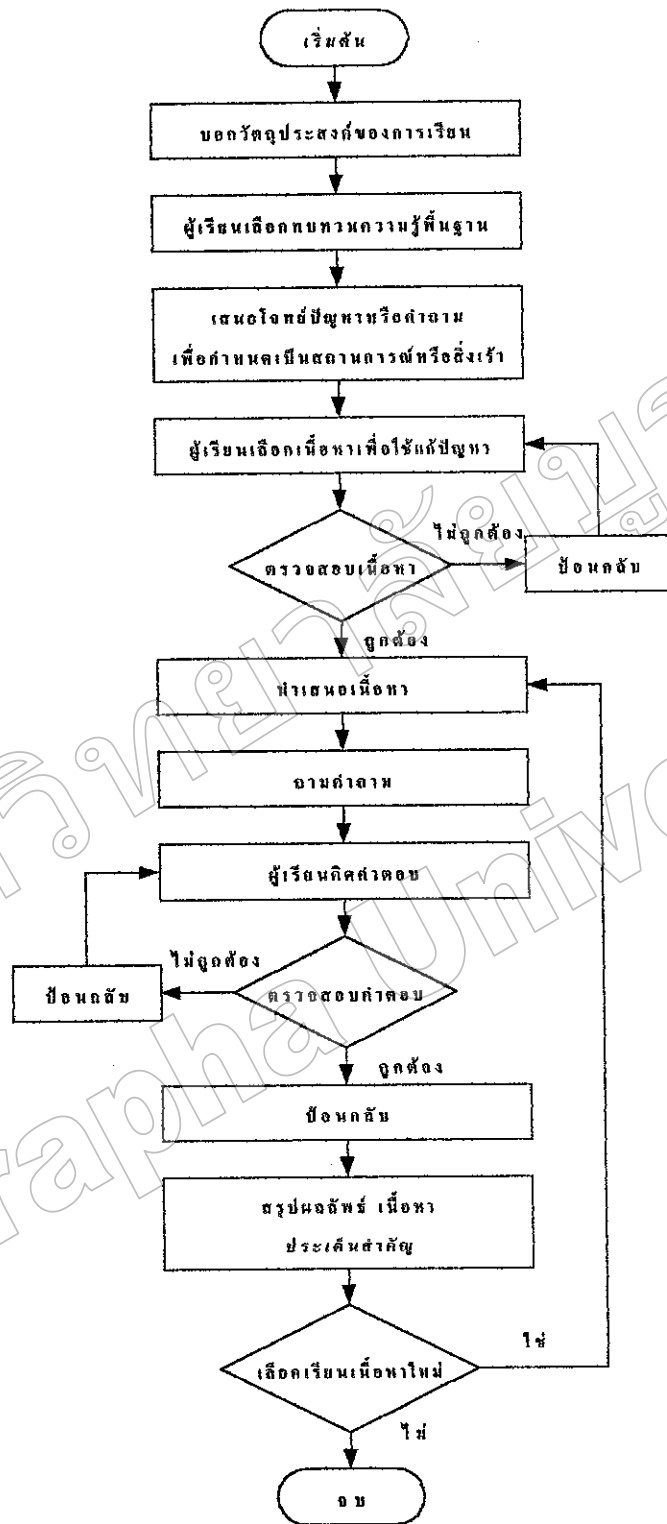 เริ่มต้น
บอกวัตถุประสงค์ของการเรียน
ผู้เรียนเลือกทบทวนความรู้พื้นฐาน
เสนอโจทย์ปัญหาหรือคำถาม
เพื่อกำหนดเป็นสถานการณ์หรือสิ่งเร้า
ผู้เรียนเลือกเนื้อหาเพื่อใช้แก้ปัญหา
ไม่ถูกต้อง
ตรวจสอบเนื้อหา
ป้อนกลับ
ถูกต้อง
นำเสนอเนื้อหา
ถามคำถาม
ผู้เรียนคิดคำตอบ
ไม่ถูกต้อง
ป้อนกลับ
ตรวจสอบคำตอบ
ถูกต้อง
ป้อนกลับ
สรุปผลลัพธ์ เนื้อหา
ประเด็นสำคัญ
ใช่
เลือกเรียนเนื้อหาใหม่
ไม่
จบ